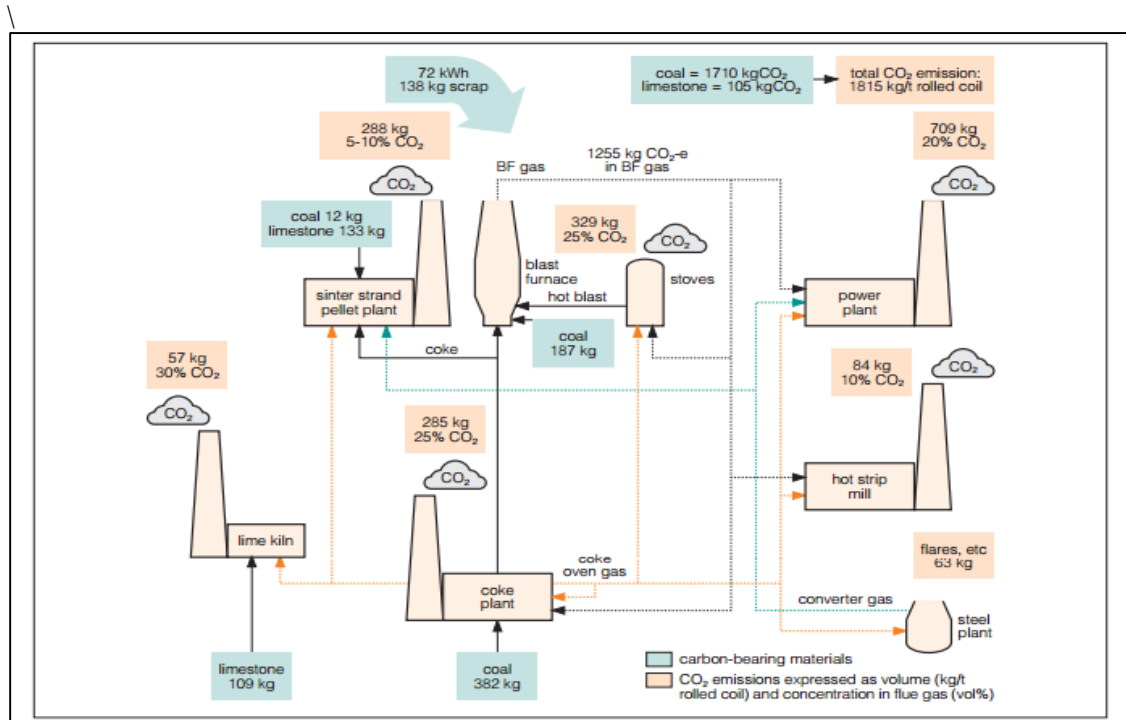 \
72 kWh
138 kg scrap
coal = 1710 kgCO₂
limestone = 105 kgCO₂
total CO₂ emission:
1815 kg/t rolled coil
288 kg
5-10% CO₂
709 kg
20% CO₂
1255 kg CO₂-e
in BF gas
BF gas
CO₂
CO₂
coal 12 kg
limestone 133 kg
329 kg
25% CO₂
CO₂
blast
furnace
stoves
sinter strand
pellet plant
hot blast
power
plant
coke
coal
187 kg
57 kg
30% CO₂
84 kg
10% CO₂
CO₂
CO₂
285 kg
25% CO₂
CO₂
hot strip
mill
lime kiln
flares, etc
63 kg
coke
oven gas
coke
plant
converter gas
steel
plant
limestone
109 kg
coal
382 kg
carbon-bearing materials
CO₂ emissions expressed as volume (kg/t
rolled coil) and concentration in flue gas (vol%)